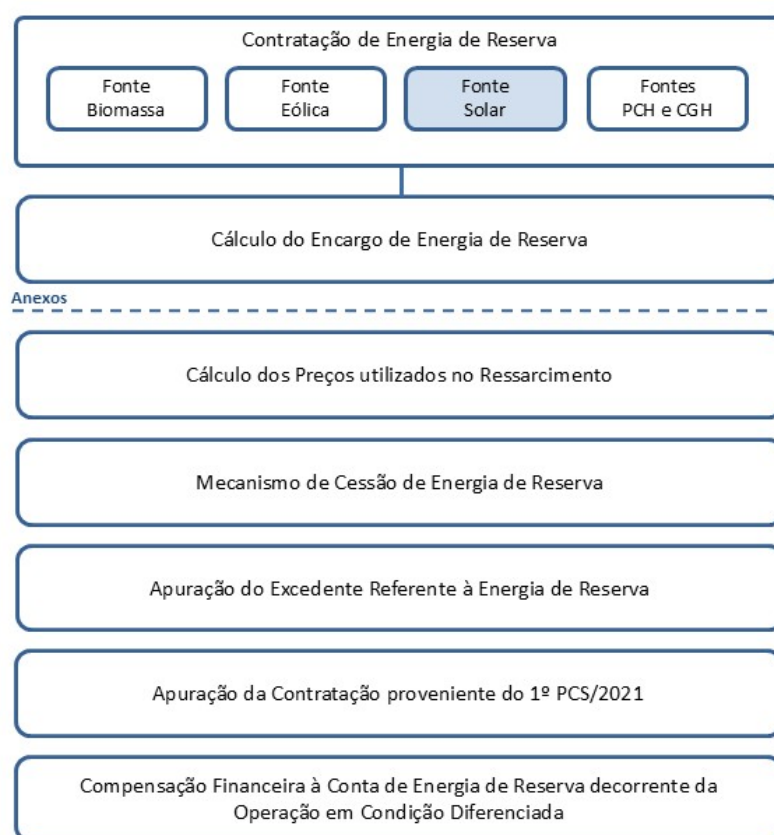 Contratação de Energia de Reserva
Fonte
Biomassa
Fonte
Eólica
Fonte
Solar
Fontes
PCH e CGH
Cálculo do Encargo de Energia de Reserva
Anexos
Cálculo dos Preços utilizados no Ressarcimento
Mecanismo de Cessão de Energia de Reserva
Apuração do Excedente Referente à Energia de Reserva
Apuração da Contratação proveniente do 1º PCS/2021
Compensação Financeira à Conta de Energia de Reserva decorrente da
Operação em Condição Diferenciada